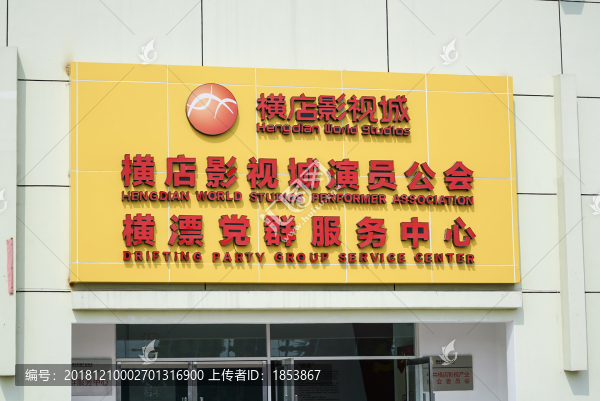 横店影视城
Hengdian World Studios
横店影视城演员公会
HENGDIAN WORLD STUDIO PERFORMER ASSOCIATION
横漂党群服务中心
DRIFTING PARTY GROUP SERVICE CENTER
编号:20181210002701316900 上传者ID:1853867